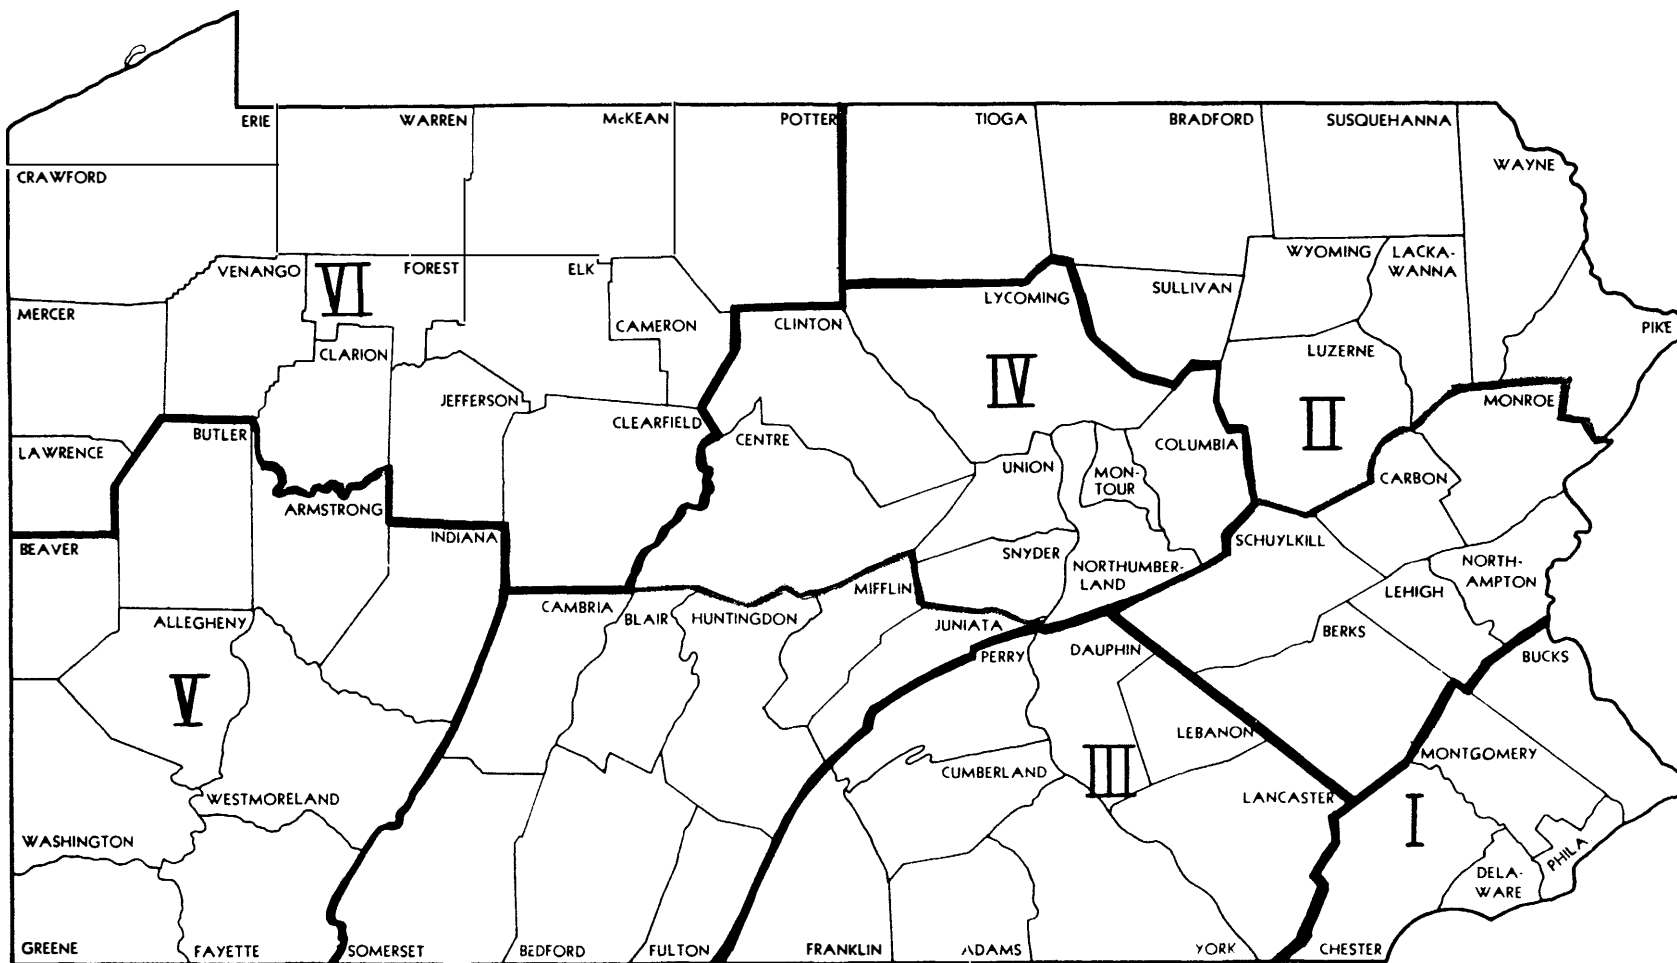 ERIE
WARREN
McKEAN
POTTER
TIOGA
BRADFORD
SUSQUEHANNA
WAYNE
CRAWFORD
VENANGO
VI
FOREST
ELK
WYOMING
LACKA-
WANNA
MERCER
CAMERON
CLINTON
LYCOMING
SULLIVAN
PIKE
CLARION
IV
LUZERNE
JEFFERSON
CLEARFIELD
II
MONROE
LAWRENCE
BUTLER
CENTRE
UNION
MON-
TOUR
COLUMBIA
CARBON
ARMSTRONG
BEAVER
INDIANA
SNYDER
NORTHUMBER-
LAND
SCHUYLKILL
NORTH-
AMPTON
LEHIGH
ALLEGHENY
CAMBRIA
BLAIR
HUNTINGDON
MIFFLIN
JUNIATA
PERRY
DAUPHIN
BERKS
BUCKS
V
LEBANON
III
MONTGOMERY
CUMBERLAND
WESTMORELAND
LANCASTER
I
WASHINGTON
PHILA
DELA-
WARE
GREENE
FAYETTE
SOMERSET
BEDFORD
FULTON
FRANKLIN
ADAMS
YORK
CHESTER